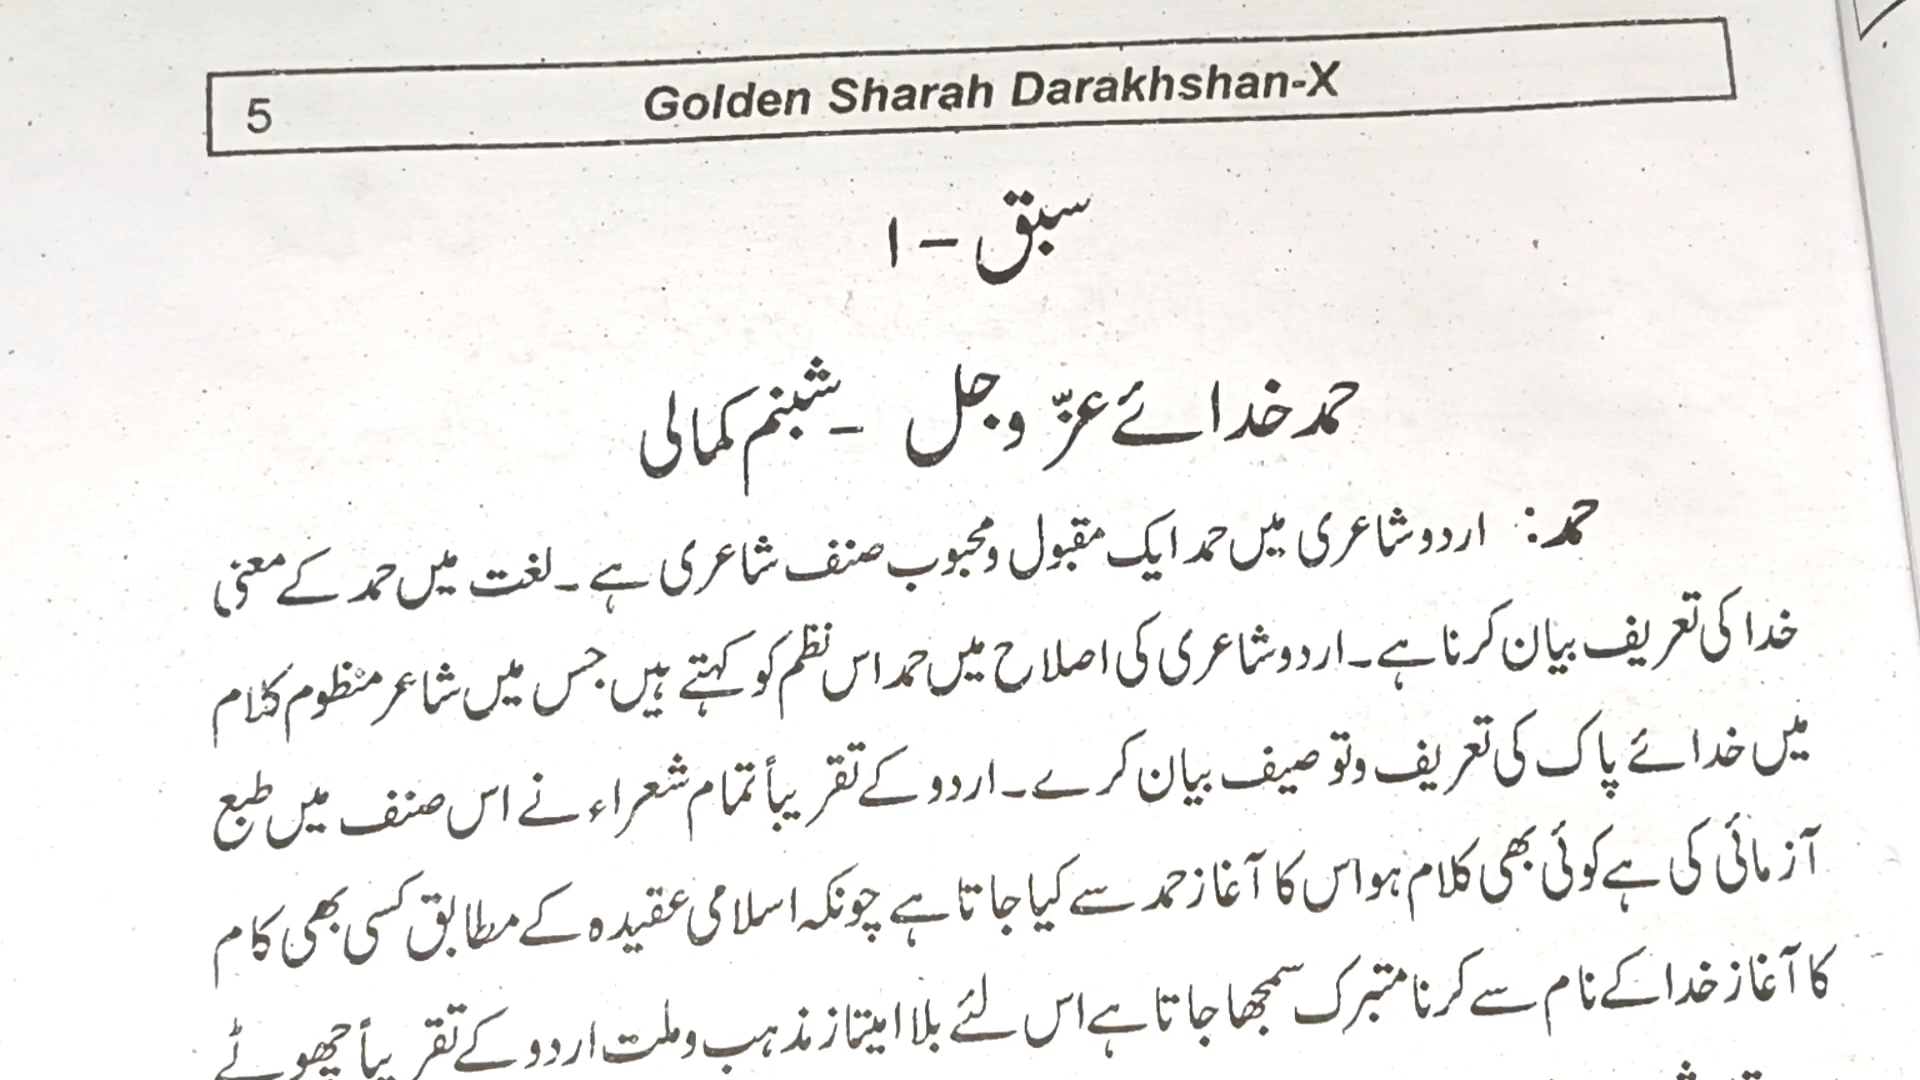 5 Golden Sharah Darakhshan-X
سبق - ۱
حمد خدائے عزّ و جل - شبنم کمالی
حمد: اردو شاعری میں حمد ایک مقبول و محبوب صنف شاعری ہے۔ لغت میں حمد کے معنی
خدا کی تعریف بیان کرنا ہے۔ اردو شاعری کی اصلاح میں حمد اس نظم کو کہتے ہیں جس میں شاعر منظوم کلام
میں خدائے پاک کی تعریف و توصیف بیان کرے۔ اردو کے تقریباً تمام شعراء نے اس صنف میں طبع
آزمائی کی ہے کوئی بھی کلام ہو اس کا آغاز حمد سے کیا جاتا ہے چونکہ اسلامی عقیدہ کے مطابق کسی بھی کام
کا آغاز خدا کے نام سے کرنا متبرک سمجھا جاتا ہے اس لئے بلا امیتاز مذہب و ملت اردو کے تقریباً چھوٹے